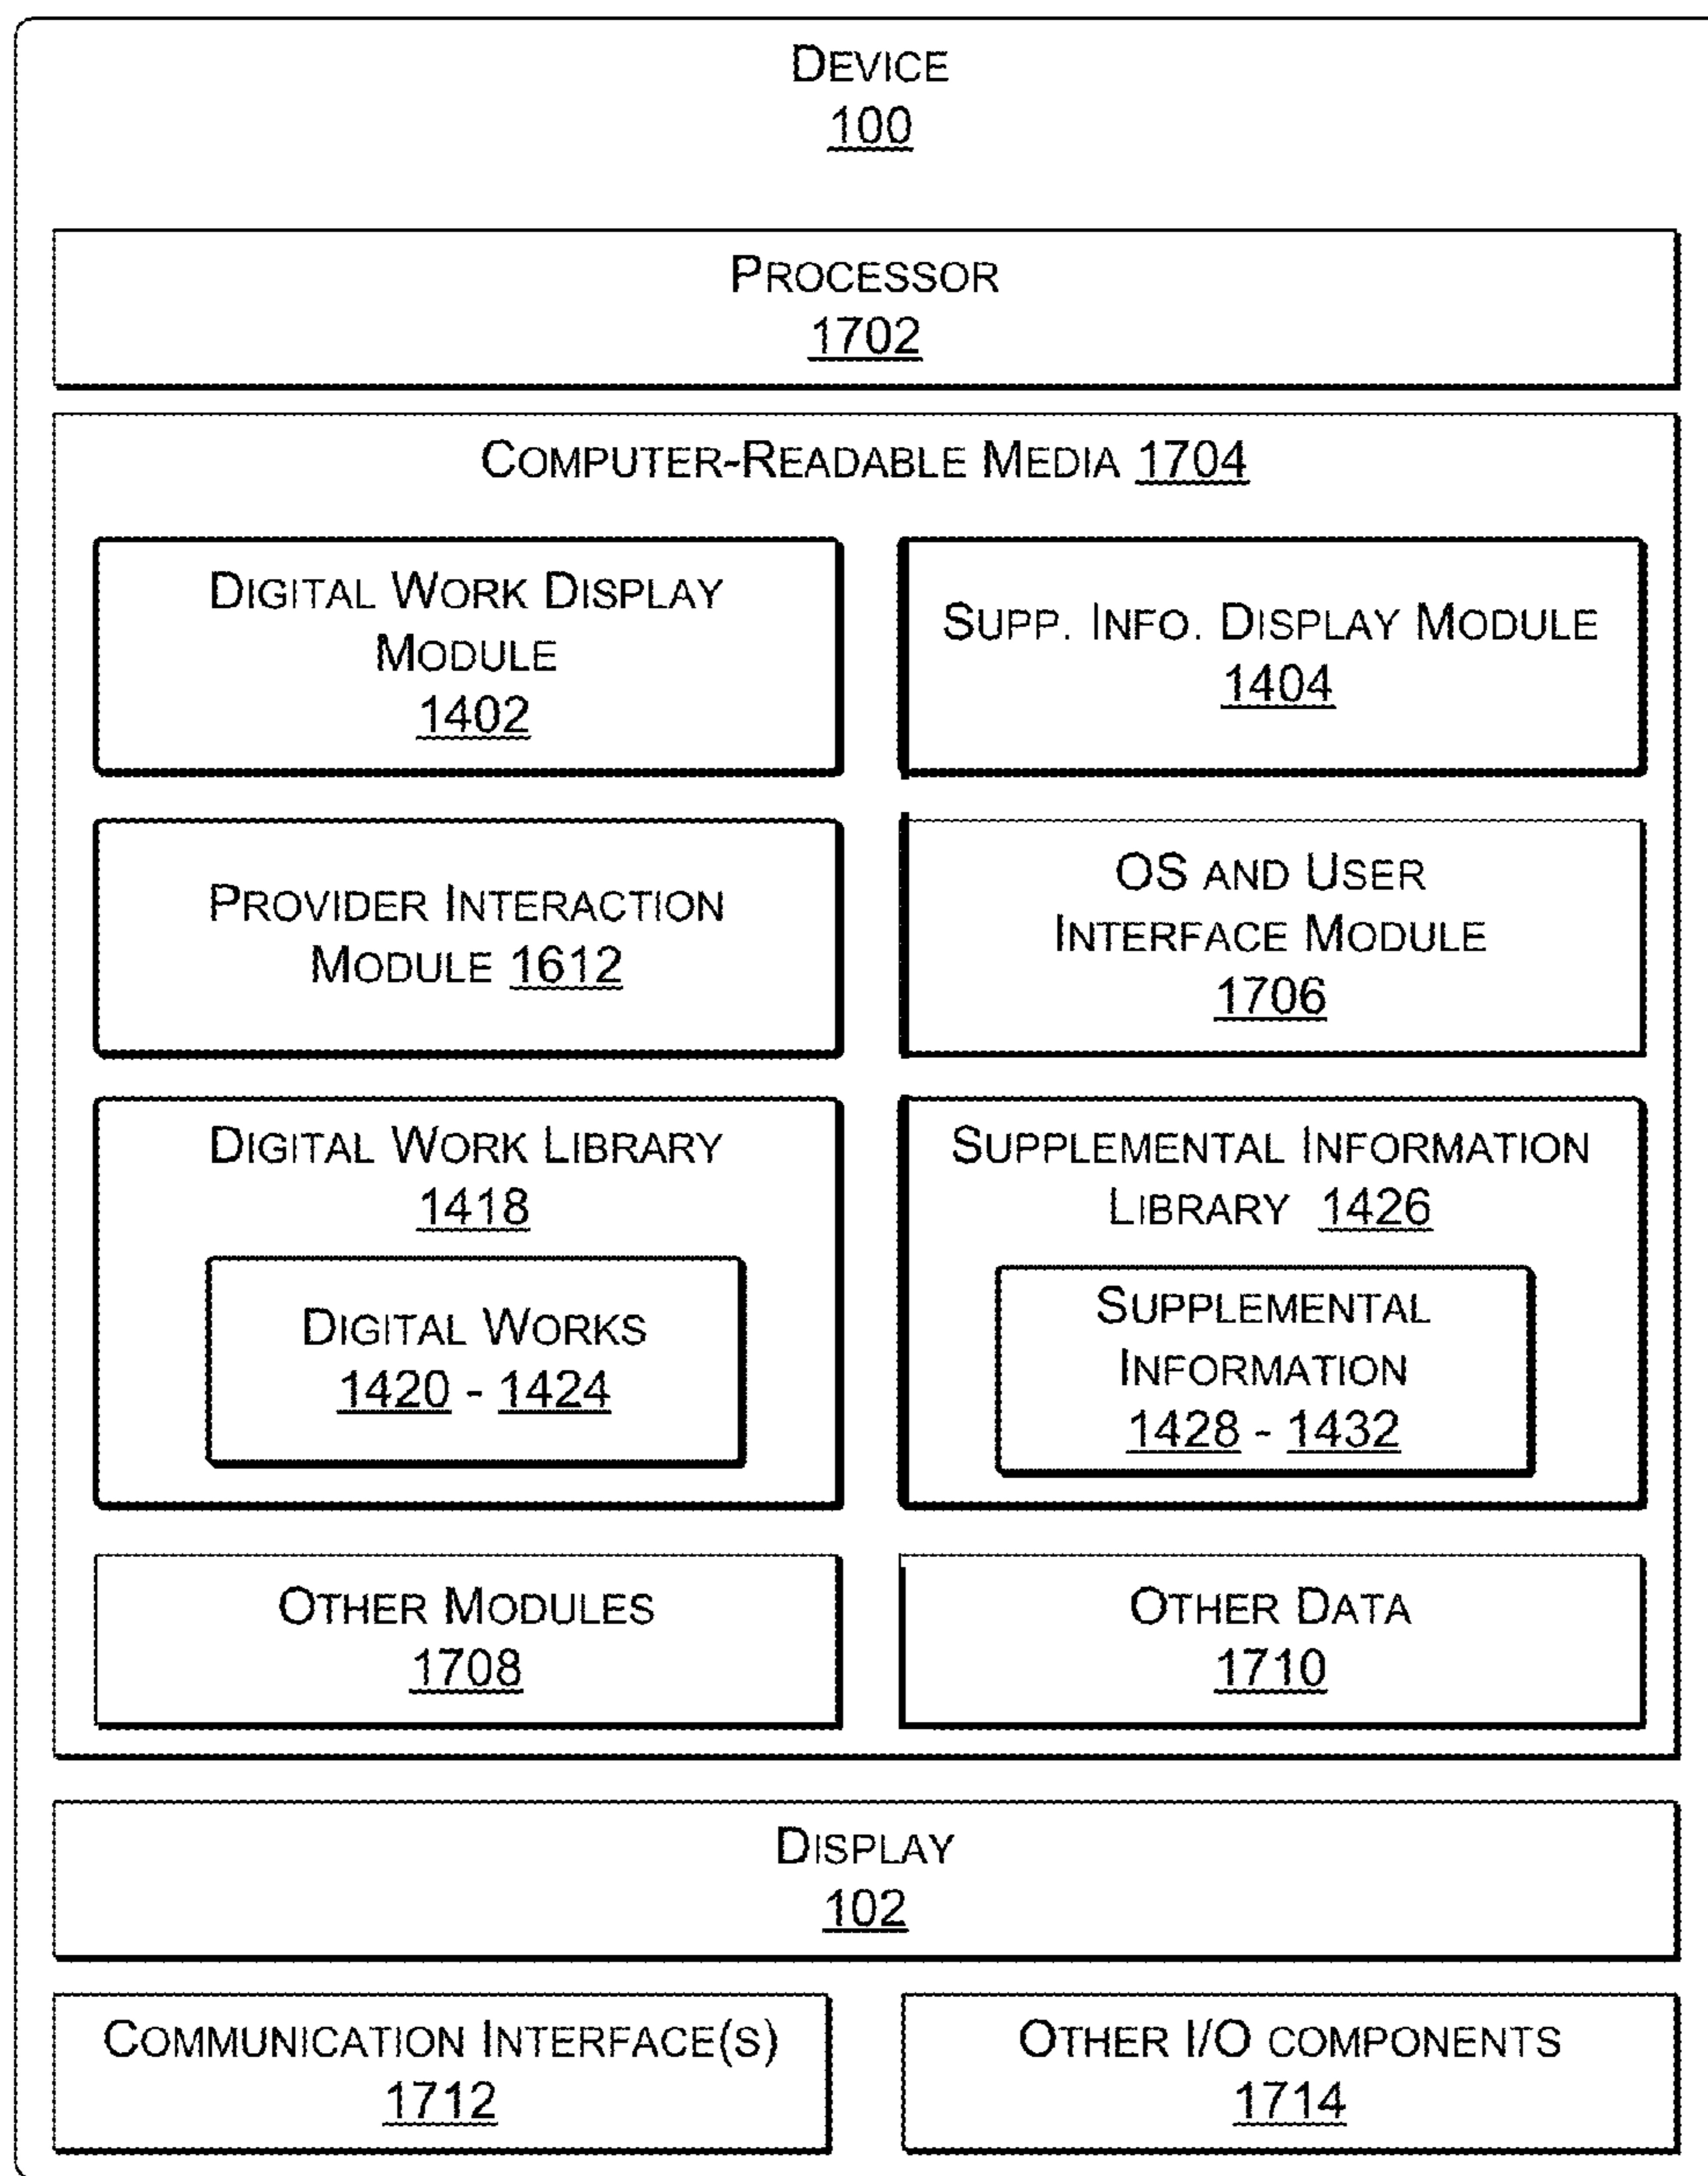 DEVICE
100
PROCESSOR
1702
COMPUTER-READABLE MEDIA 1704
DIGITAL WORK DISPLAY
MODULE
1402
SUPP. INFO. DISPLAY MODULE
1404
PROVIDER INTERACTION
MODULE 1612
OS AND USER
INTERFACE MODULE
1706
DIGITAL WORK LIBRARY
1418
DIGITAL WORKS
1420 - 1424
SUPPLEMENTAL INFORMATION
LIBRARY 1426
SUPPLEMENTAL
INFORMATION
1428 - 1432
OTHER MODULES
1708
OTHER DATA
1710
DISPLAY
102
COMMUNICATION INTERFACE(S)
1712
OTHER I/O COMPONENTS
1714